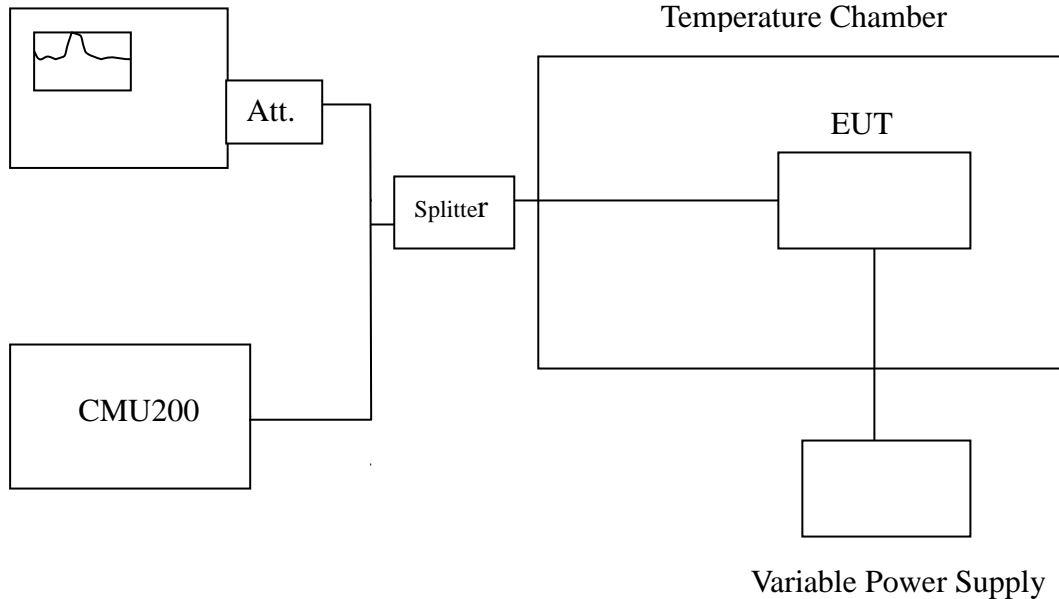 Temperature Chamber
Att.
EUT
Splitter
CMU200
Variable Power Supply